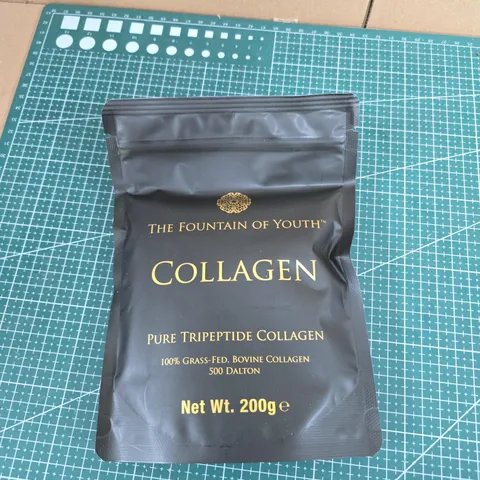 THE FOUNTAIN OF YOUTH™
COLLAGEN
PURE TRIPEPTIDE COLLAGEN
100% GRASS-FED, BOVINE COLLAGEN
500 DALTON
Net Wt. 200g ℮